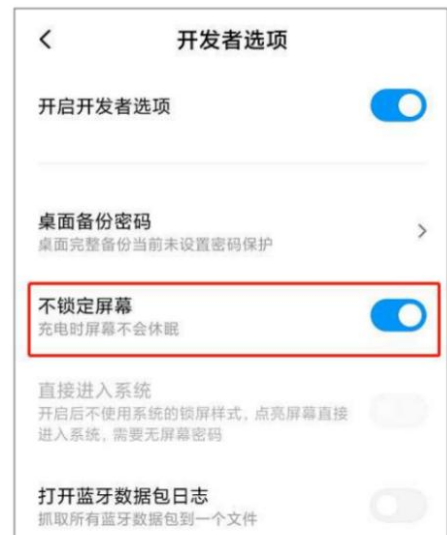 开发者选项
开启开发者选项
桌面备份密码
桌面完整备份当前未设置密码保护
不锁定屏幕
充电时屏幕不会休眠
直接进入系统
开启后不使用系统的锁屏样式，点亮屏幕直接
进入系统，需要无屏幕密码
打开蓝牙数据包日志
抓取所有蓝牙数据包到一个文件